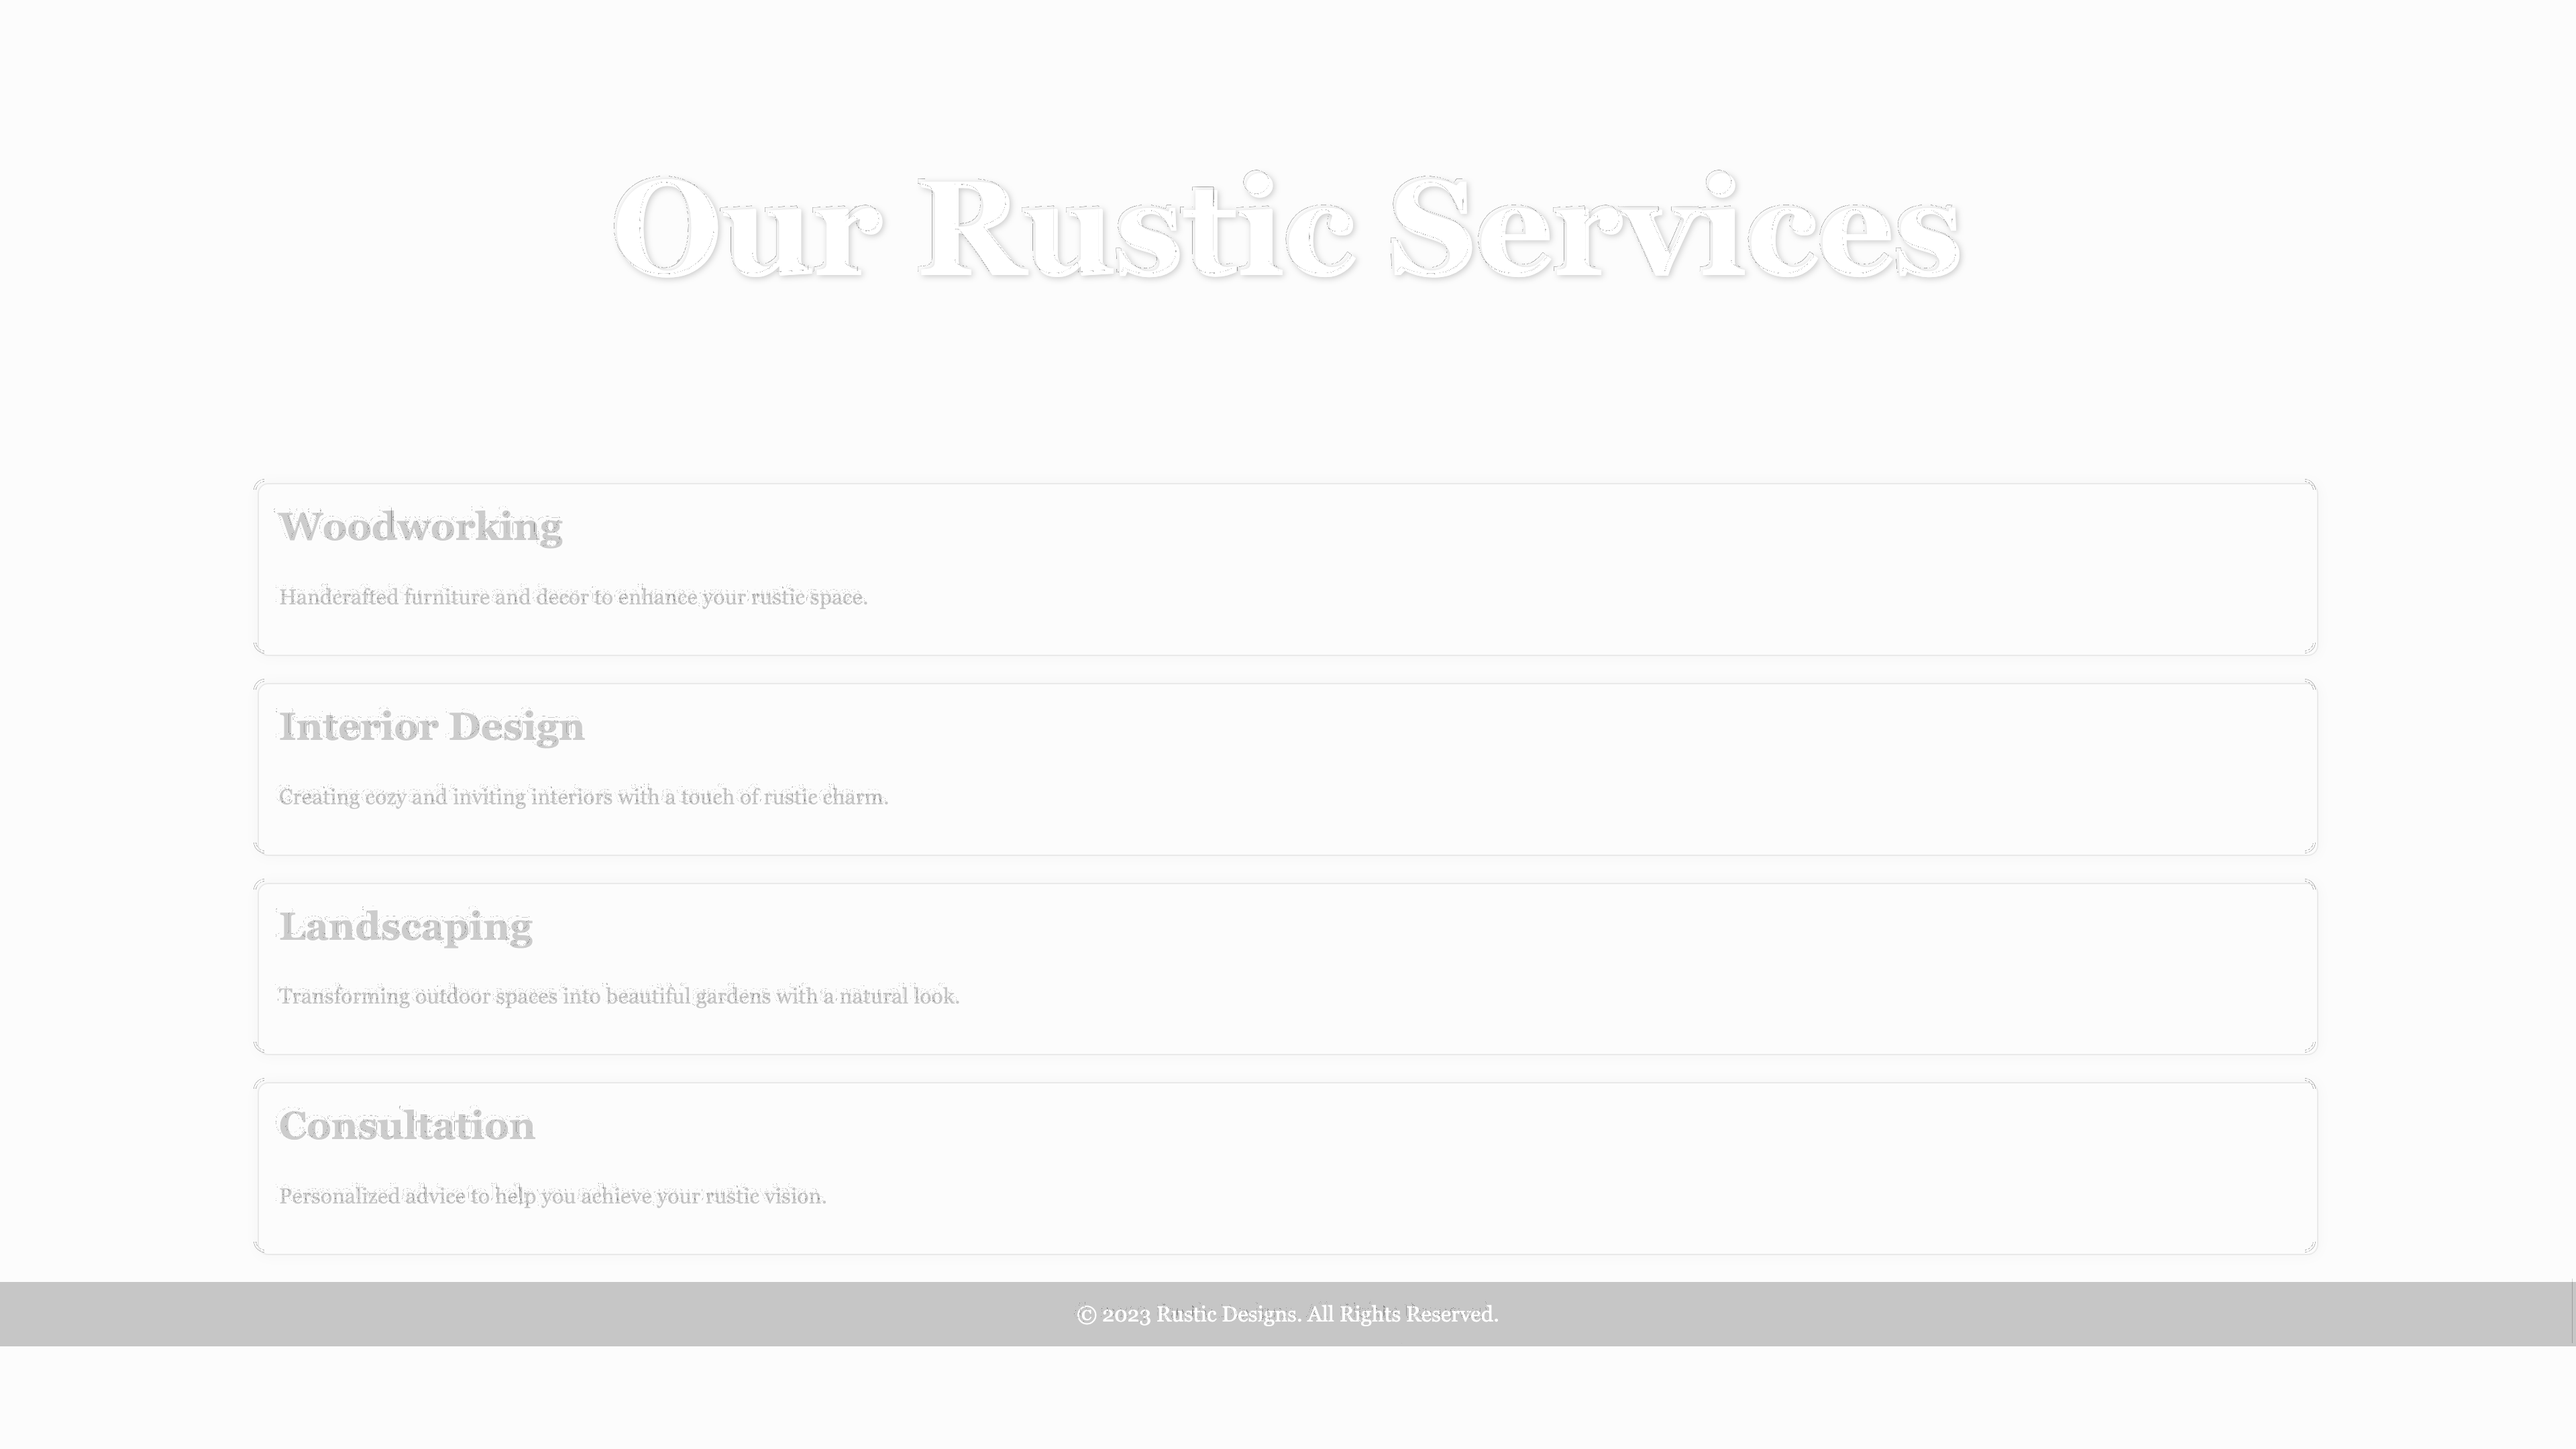 Our Rustic Services
Woodworking
Handcrafted furniture and decor to enhance your rustic space.
Interior Design
Creating cozy and inviting interiors with a touch of rustic charm.
Landscaping
Transforming outdoor spaces into beautiful gardens with a natural look.
Consultation
Personalized advice to help you achieve your rustic vision.
© 2023 Rustic Designs. All Rights Reserved.